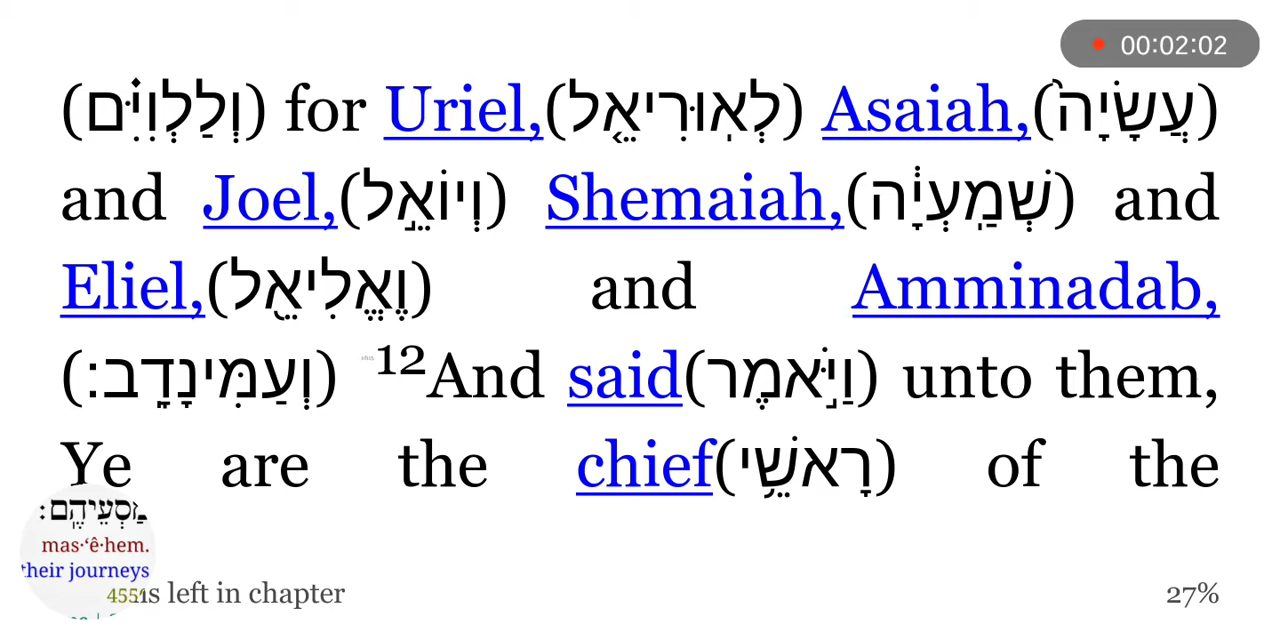 00:02:02
(וְלַלְוִיִּ֗ם) for Uriel,(לְאֽוּרִיאֵ֤ל) Asaiah,(עֲשָׂיָה֙)
and Joel,(וְיוֹאֵ֣ל) Shemaiah,(שְׁמַֽעְיָ֔ה) and
Eliel,(וֶאֱלִיאֵ֖ל) and Amminadab,
(וְעַמִּינָדָֽב׃) 12And said(וַיֹּ֣אמֶר) unto them,
Ye are the chief(רָאשֵׁ֥י) of the
מַסְעֵיהֶֽם׃
mas·‘ê·hem.
their journeys
455
left in chapter
27%